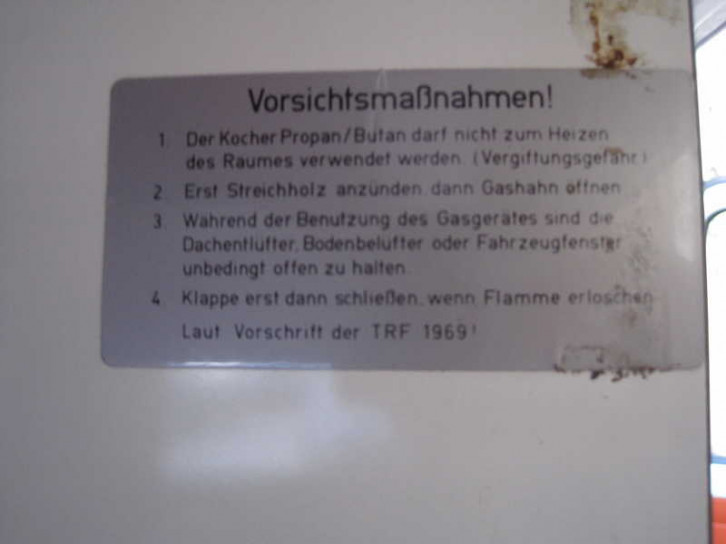 Vorsichtsmaßnahmen!
1. Der Kocher Propan/Butan darf nicht zum Heizen
des Raumes verwendet werden. (Vergiftungsgefahr)
2. Erst Streichholz anzünden, dann Gashahn öffnen
3. Während der Benutzung des Gasgerätes sind die
Dachentlüfter, Bodenbelüfter oder Fahrzeugfenster
unbedingt offen zu halten.
4. Klappe erst dann schließen, wenn Flamme erloschen
Laut Vorschrift der TRF 1969!